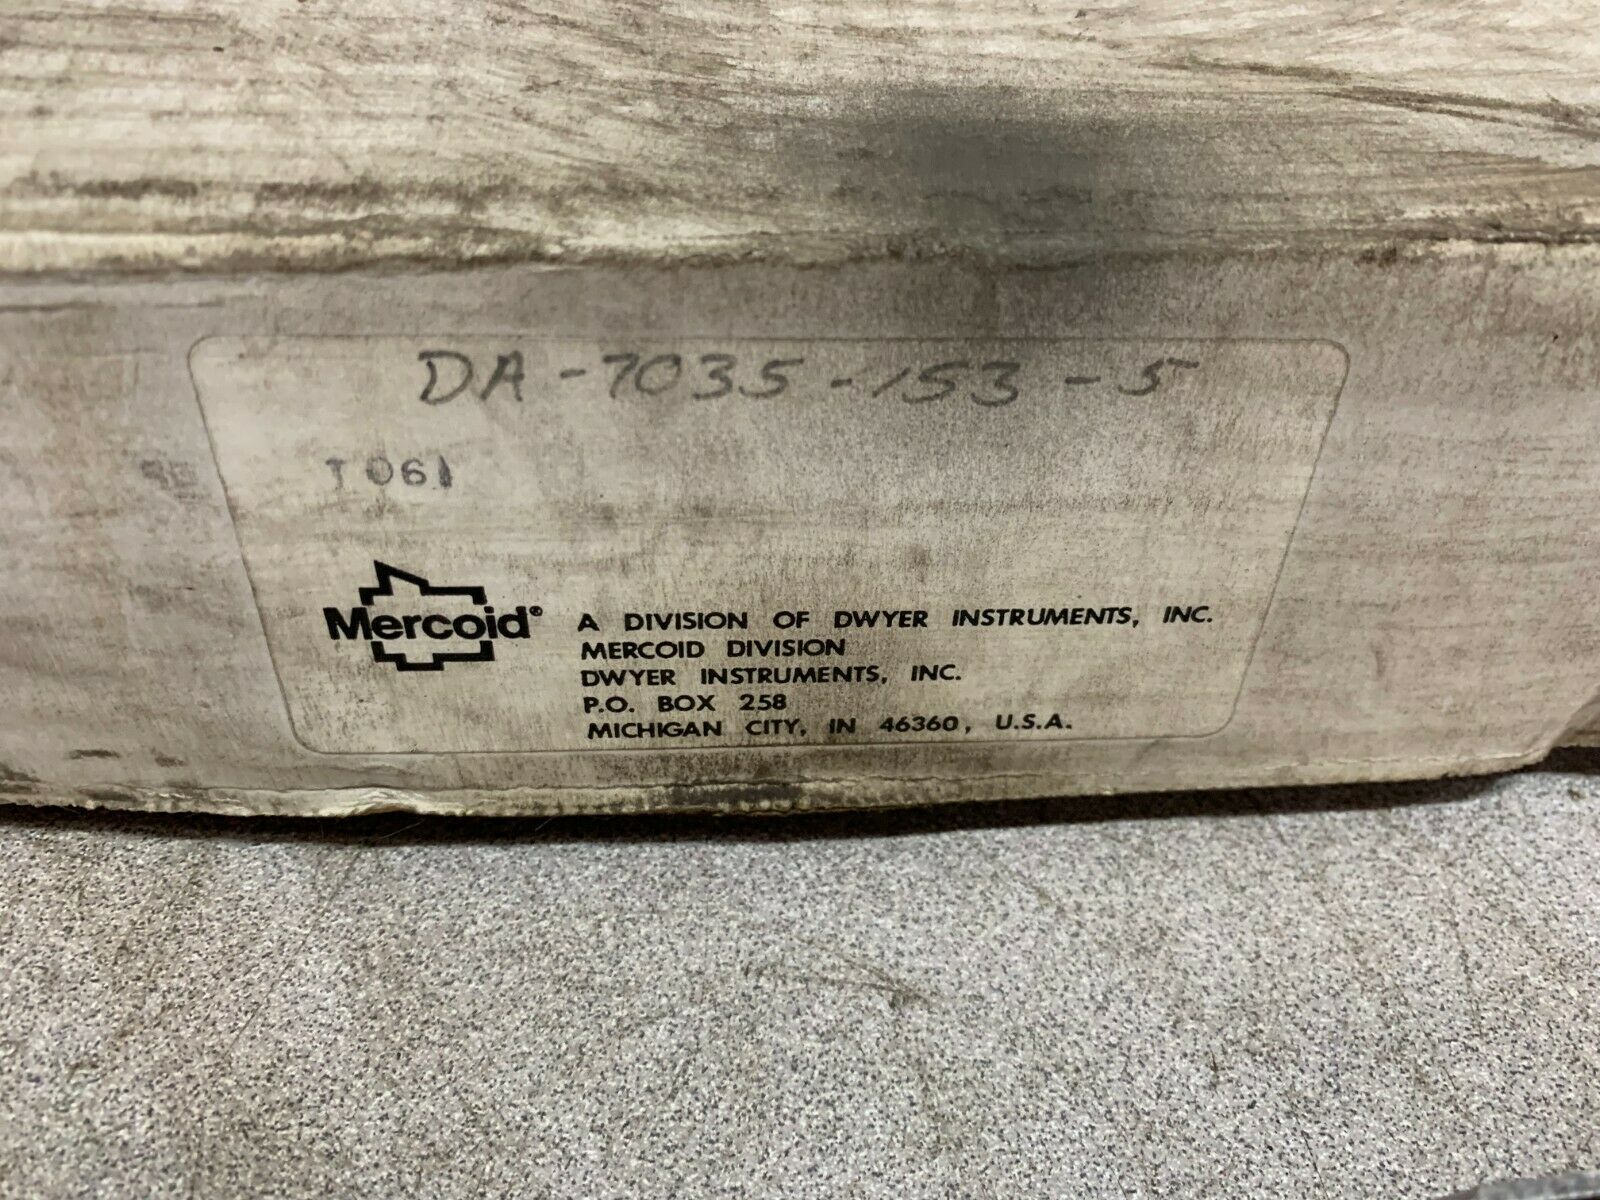 DA-7035-153-5
T061
Mercoid®
A DIVISION OF DWYER INSTRUMENTS, INC.
MERCOID DIVISION
DWYER INSTRUMENTS, INC.
P.O. BOX 258
MICHIGAN CITY, IN 46360, U.S.A.